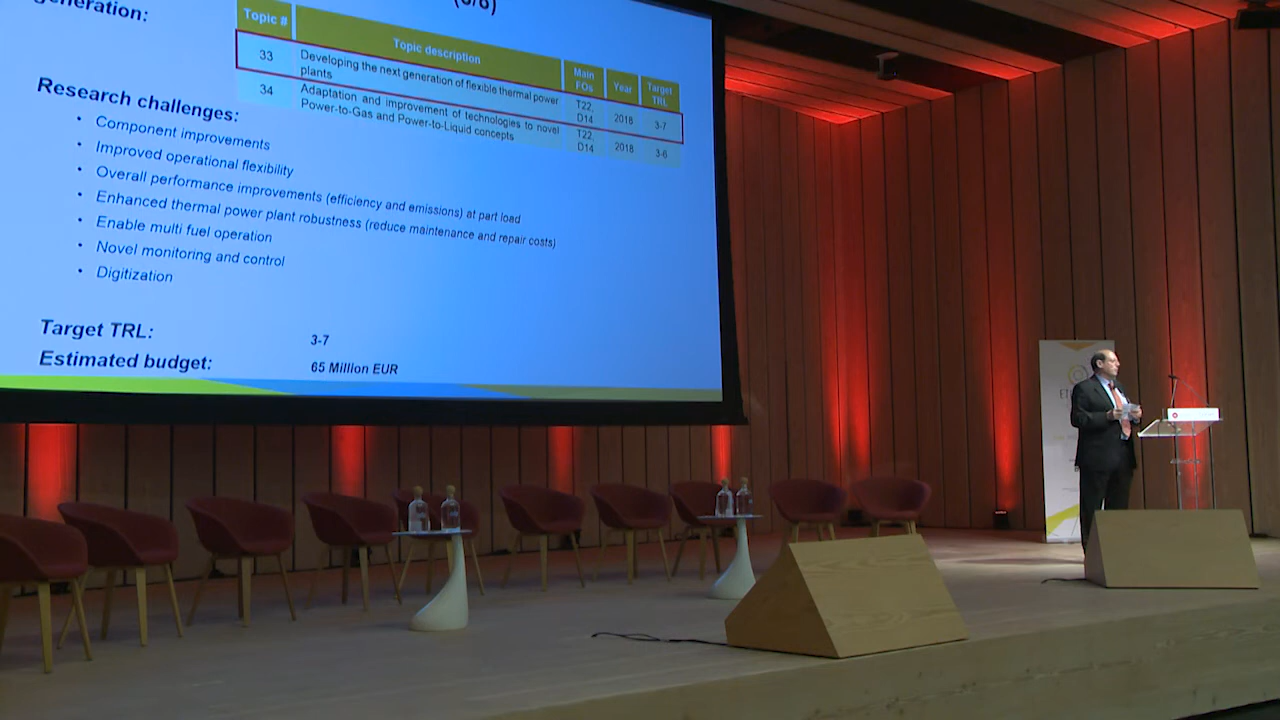 eneration:
(3/8)
Topic # Topic description Main FOs Year Target TRL
33 Developing the next generation of flexible thermal power plants T22, D14 2018 3-7
34 Adaptation and improvement of technologies to novel Power-to-Gas and Power-to-Liquid concepts T22, D14 2018 3-6
Research challenges:
• Component improvements
• Improved operational flexibility
• Overall performance improvements (efficiency and emissions) at part load
• Enhanced thermal power plant robustness (reduce maintenance and repair costs)
• Enable multi fuel operation
• Novel monitoring and control
• Digitization
Target TRL: 3-7
Estimated budget: 65 Million EUR